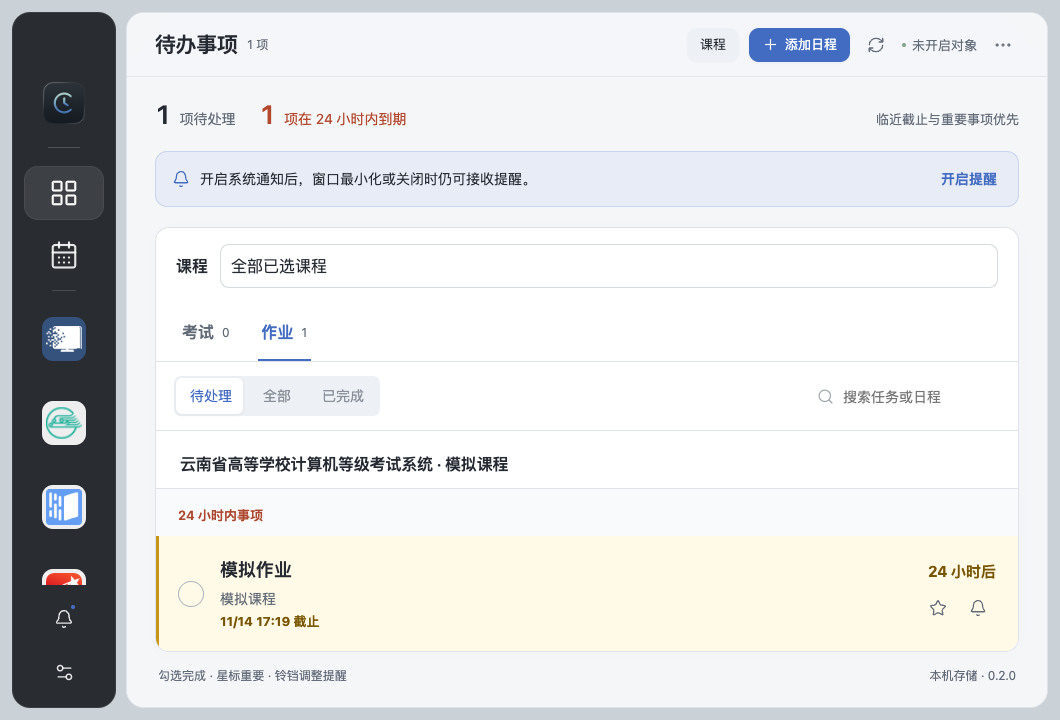 待办事项 1 项 课程 添加日程 未开启对象
1 项待处理 1 项在 24 小时内到期 临近截止与重要事项优先
开启系统通知后，窗口最小化或关闭时仍可接收提醒。 开启提醒
课程 全部已选课程
考试 0 作业 1
待处理 全部 已完成 搜索任务或日程
云南省高等学校计算机等级考试系统 · 模拟课程
24 小时内事项
模拟作业 24 小时后
模拟课程
11/14 17:19 截止
勾选完成 · 星标重要 · 铃铛调整提醒 本机存储 · 0.2.0